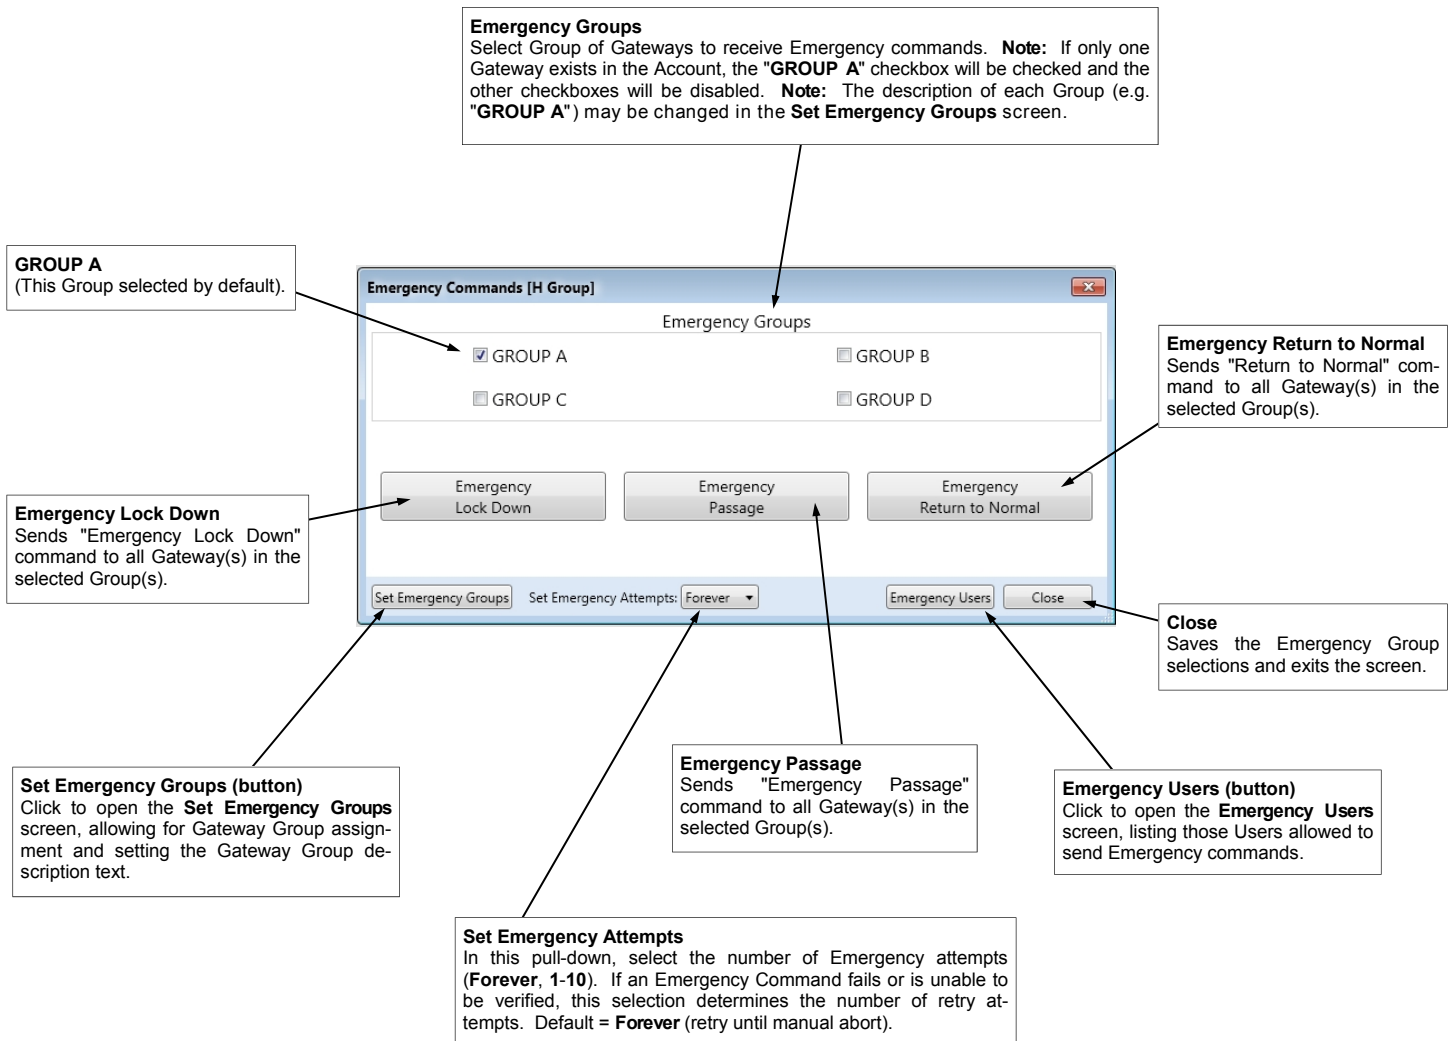 Emergency Groups
Select Group of Gateways to receive Emergency commands.  Note:  If only one
Gateway exists in the Account, the "GROUP A" checkbox will be checked and the
other checkboxes will be disabled.  Note:  The description of each Group (e.g.
"GROUP A") may be changed in the Set Emergency Groups screen.
GROUP A
(This Group selected by default).
Emergency Commands [H Group]
Emergency Groups
GROUP A
GROUP B
GROUP C
GROUP D
Emergency Return to Normal
Sends "Return to Normal" com-
mand to all Gateway(s) in the
selected Group(s).
Emergency
Lock Down
Emergency
Passage
Emergency
Return to Normal
Emergency Lock Down
Sends "Emergency Lock Down"
command to all Gateway(s) in the
selected Group(s).
Set Emergency Groups
Set Emergency Attempts:
Forever
Emergency Users
Close
Close
Saves the Emergency Group
selections and exits the screen.
Set Emergency Groups (button)
Click to open the Set Emergency Groups
screen, allowing for Gateway Group assign-
ment and setting the Gateway Group de-
scription text.
Emergency Passage
Sends "Emergency Passage"
command to all Gateway(s) in the
selected Group(s).
Emergency Users (button)
Click to open the Emergency Users
screen, listing those Users allowed to
send Emergency commands.
Set Emergency Attempts
In this pull-down, select the number of Emergency attempts
(Forever, 1-10).  If an Emergency Command fails or is unable to
be verified, this selection determines the number of retry at-
tempts.  Default = Forever (retry until manual abort).